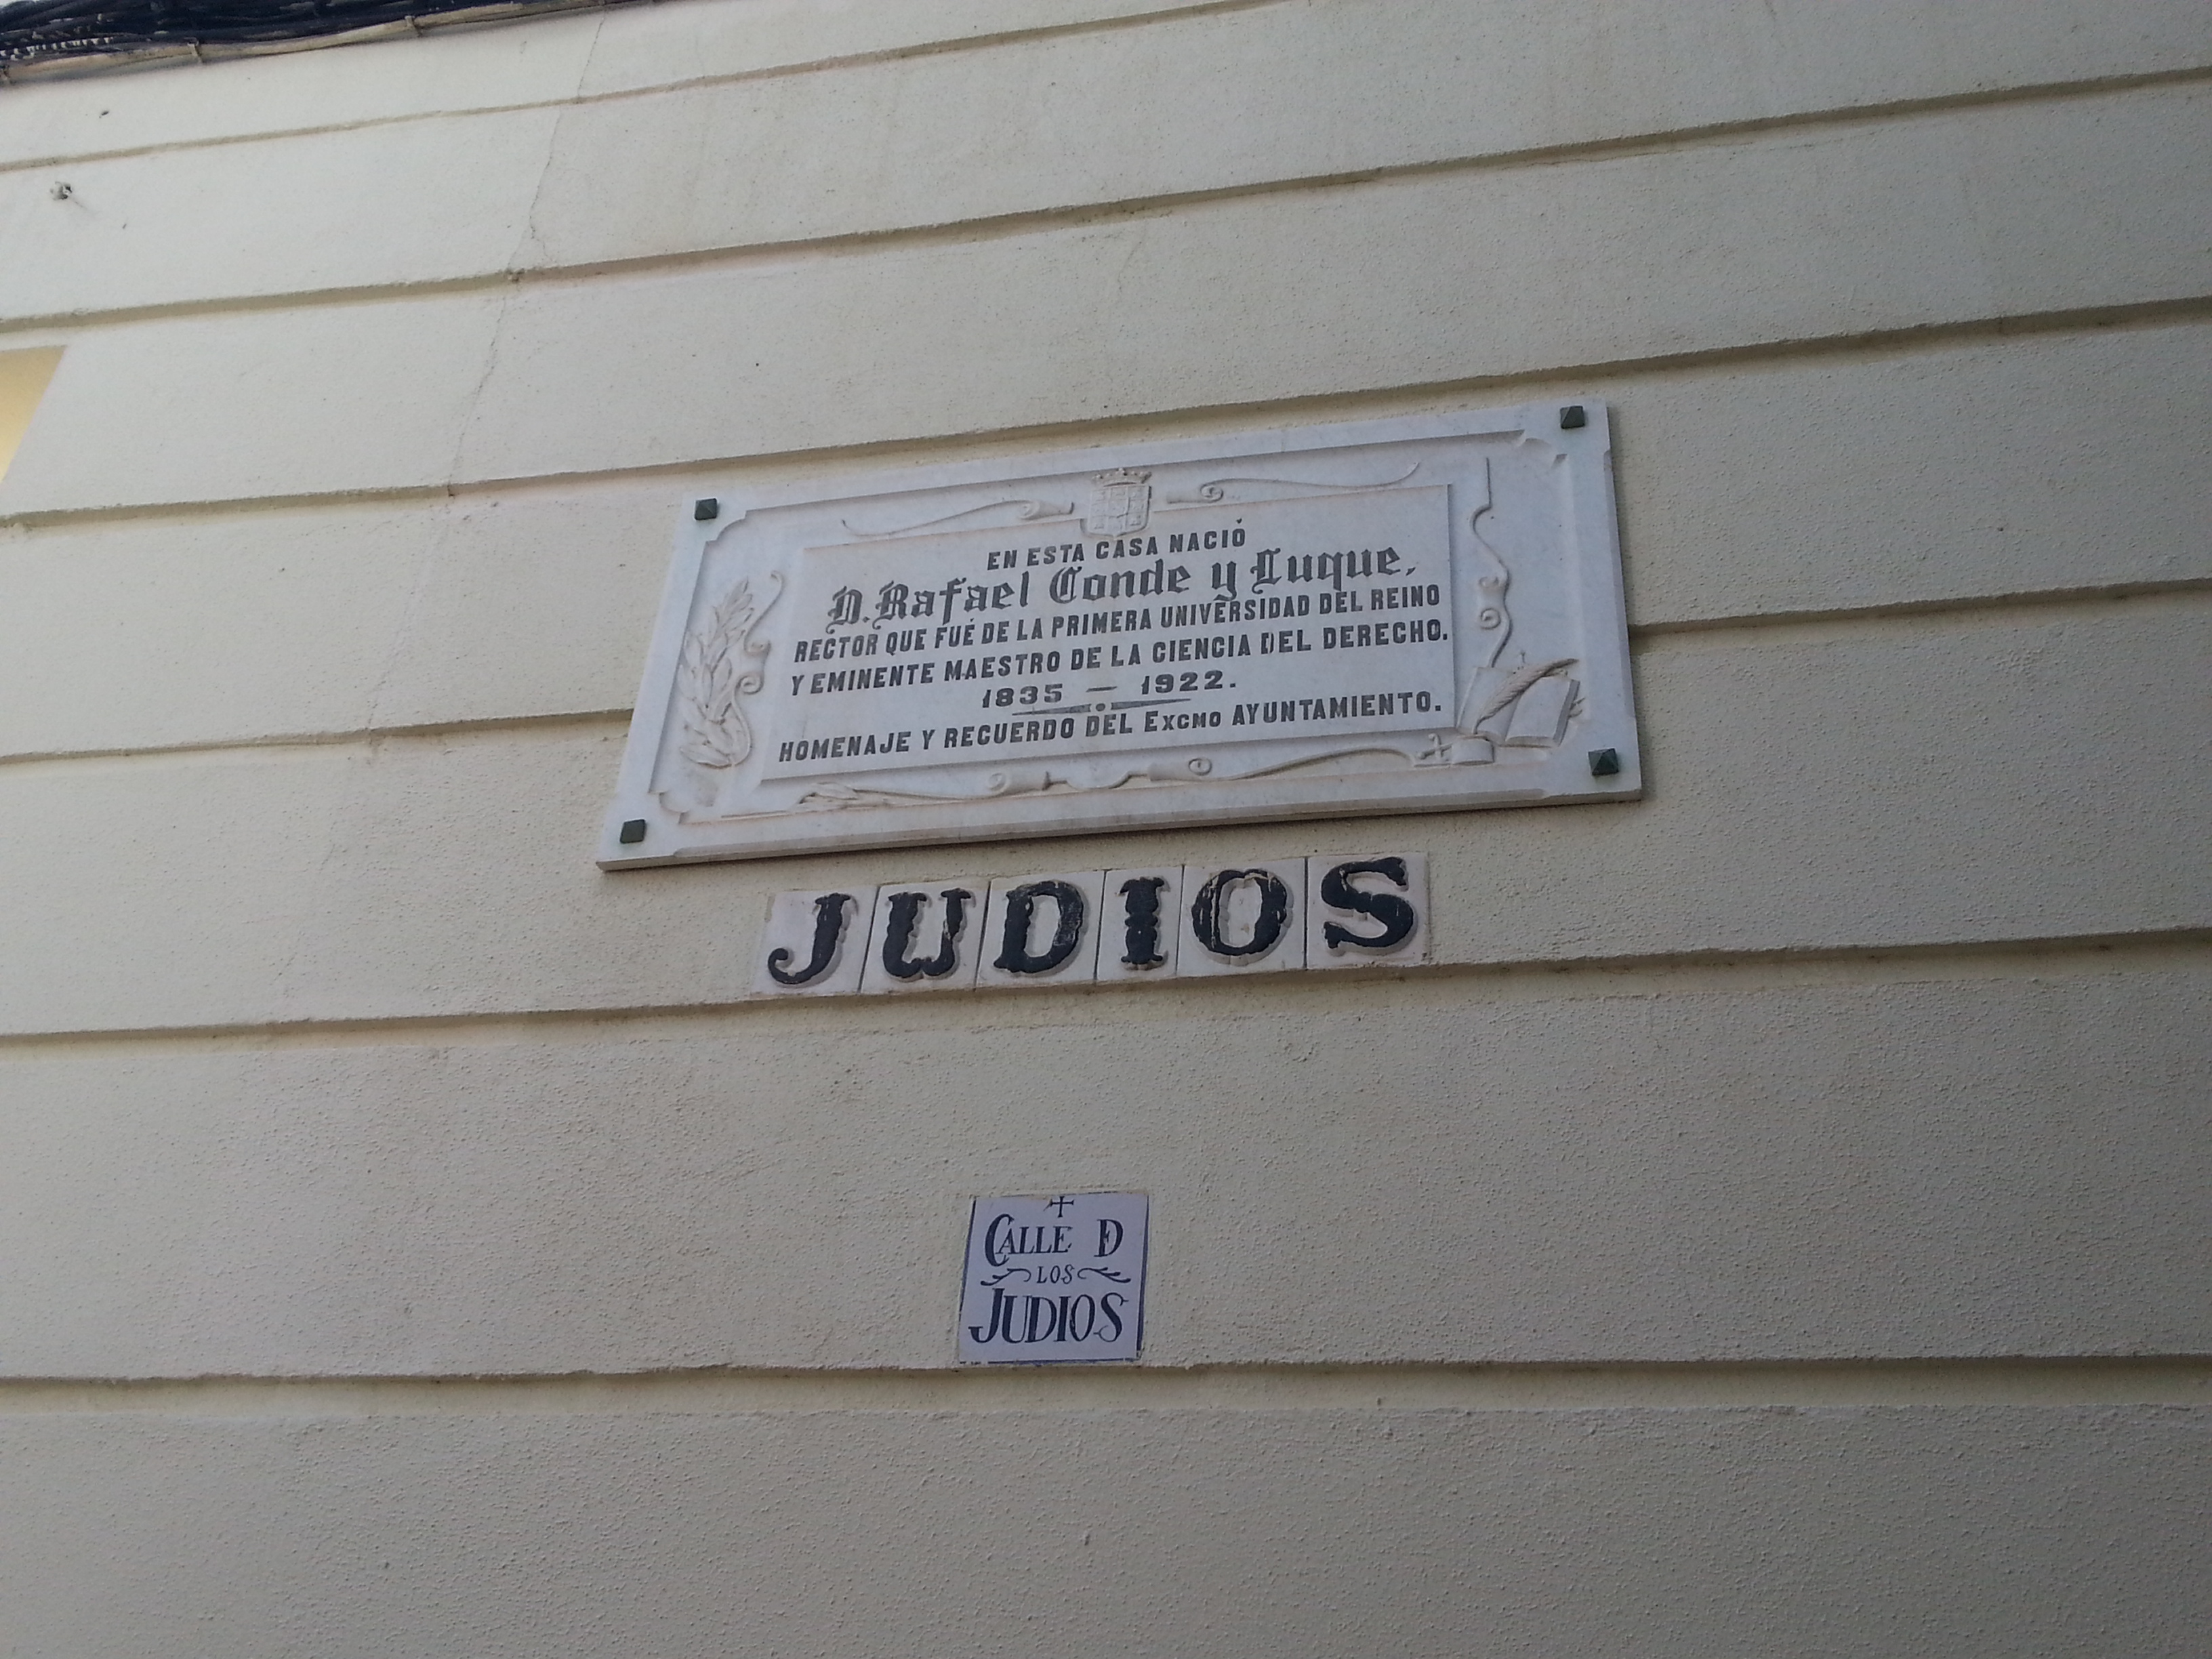 EN ESTA CASA NACIÓ
D. Rafael Conde y Luque,
RECTOR QUE FUÉ DE LA PRIMERA UNIVERSIDAD DEL REINO
Y EMINENTE MAESTRO DE LA CIENCIA DEL DERECHO.
1835 — 1922.
HOMENAJE Y RECUERDO DEL EXCMO AYUNTAMIENTO.
JUDIOS
CALLE D
LOS
JUDIOS